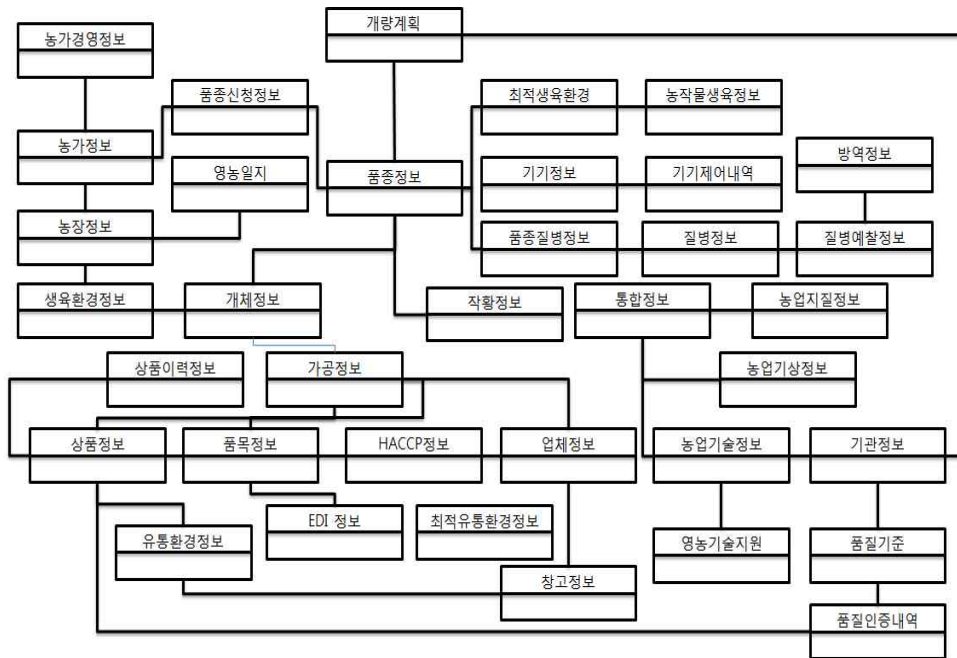 개량계획
농가경영정보
품종신청정보
최적생육환경
농작물생육정보
농가정보
방역정보
영농일지
품종정보
기기정보
기기제어내역
농장정보
품종질병정보
질병정보
질병예찰정보
생육환경정보
개체정보
작황정보
통합정보
농업지질정보
상품이력정보
가공정보
농업기상정보
상품정보
품목정보
HACCP정보
업체정보
농업기술정보
기관정보
EDI 정보
최적유통환경정보
유통환경정보
영농기술지원
품질기준
창고정보
품질인증내역